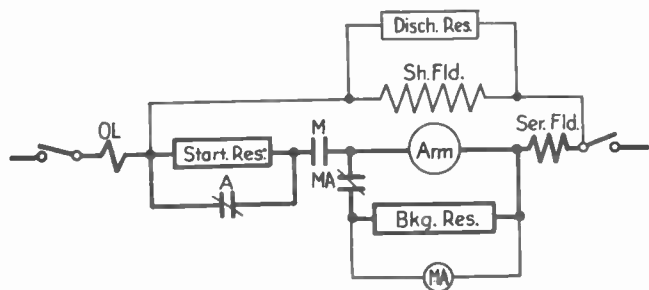 Disch. Res.
Sh. Fld.
OL
M
Ser. Fld.
Start. Res.
Arm
A
MA
Bkg. Res.
MA